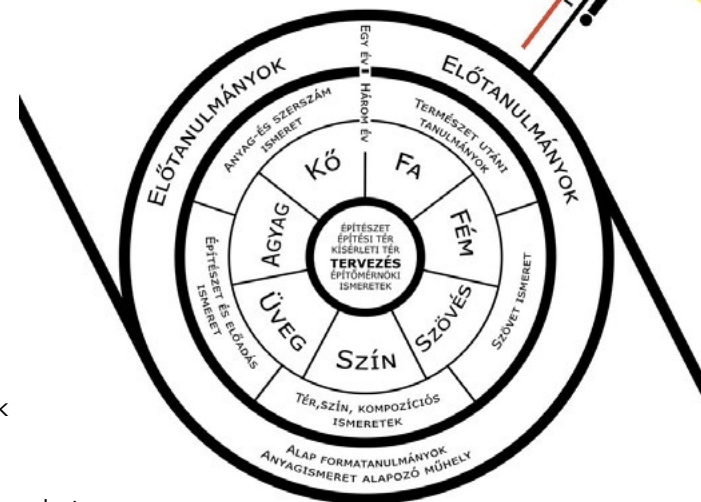 ELŐTANULMÁNYOK
ELŐTANULMÁNYOK
EGY ÉV
HÁROM ÉV
ANYAG-ÉS SZERSZÁM
ISMERET
TERMÉSZET UTÁNI
TANULMÁNYOK
KŐ
FA
AGYAG
FÉM
ÜVEG
SZÖVÉS
SZÍN
ÉPÍTÉSZET
ÉPÍTÉSI TÉR
KÍSÉRLETI TÉR
TERVEZÉS
ÉPÍTŐMÉRNÖKI
ISMERETEK
ÉPÍTÉSZET ÉS ELŐADÁS
ISMERET
SZÖVET ISMERET
TÉR,SZÍN, KOMPOZÍCIÓS
ISMERETEK
ALAP FORMATANULMÁNYOK
ANYAGISMERET ALAPOZÓ MŰHELY